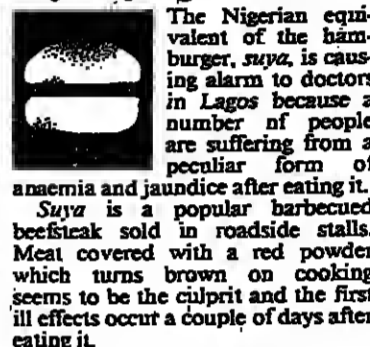 The Nigerian equi-
valent of the ham-
burger, suya, is caus-
ing alarm to doctors
in Lagos because a
number of people
are suffering from a
peculiar form of
anaemia and jaundice after eating it.
Suya is a popular barbecued
beefsteak sold in roadside stalls.
Meat covered with a red powder
which turns brown on cooking
seems to be the culprit and the first
ill effects occur a couple of days after
eating it.